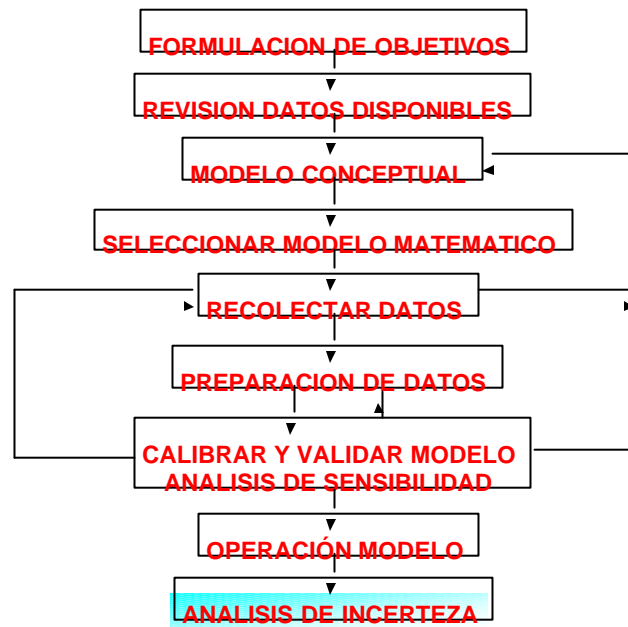 FORMULACION DE OBJETIVOS
REVISION DATOS DISPONIBLES
MODELO CONCEPTUAL
SELECCIONAR MODELO MATEMATICO
RECOLECTAR DATOS
PREPARACION DE DATOS
CALIBRAR Y VALIDAR MODELO
ANALISIS DE SENSIBILIDAD
OPERACIÓN MODELO
ANALISIS DE INCERTEZA